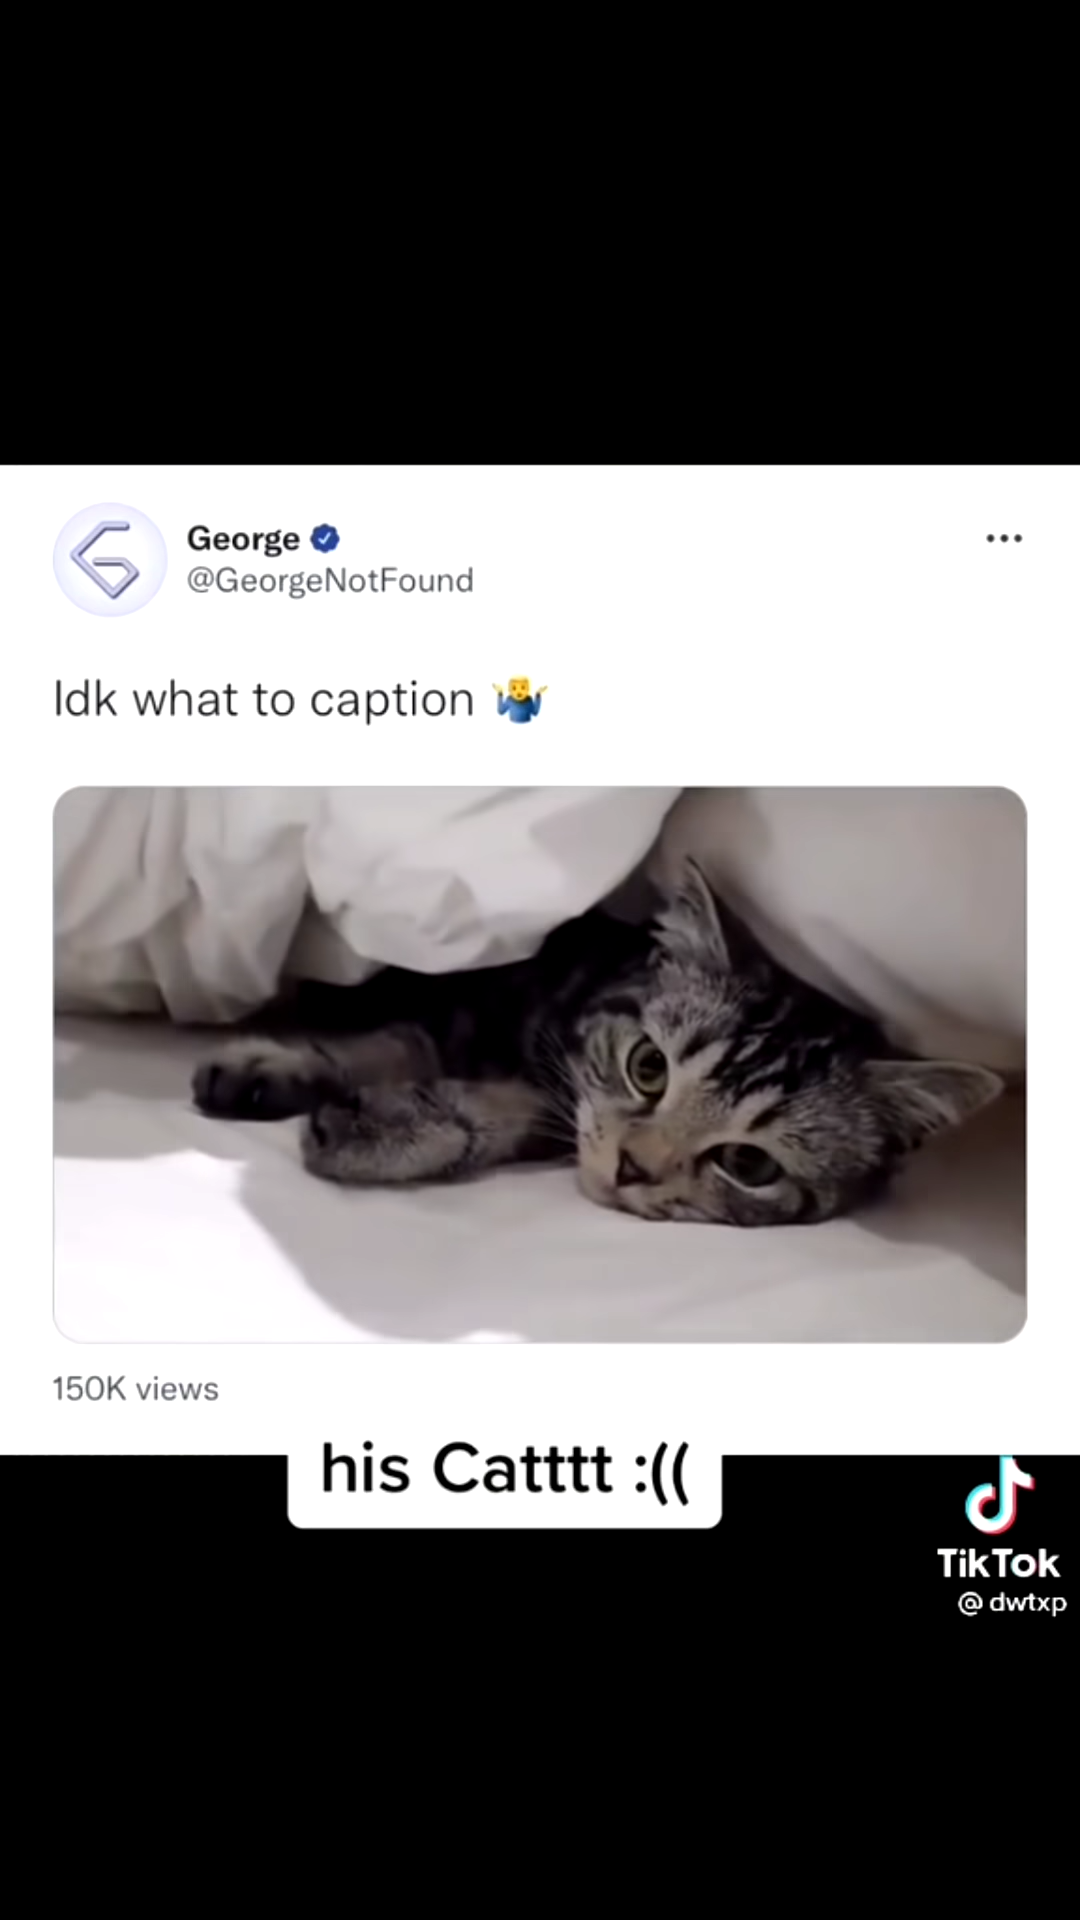 George
@GeorgeNotFound
Idk what to caption 🤷‍♂️
150K views
his Catttt :((
TikTok
@dwtxp